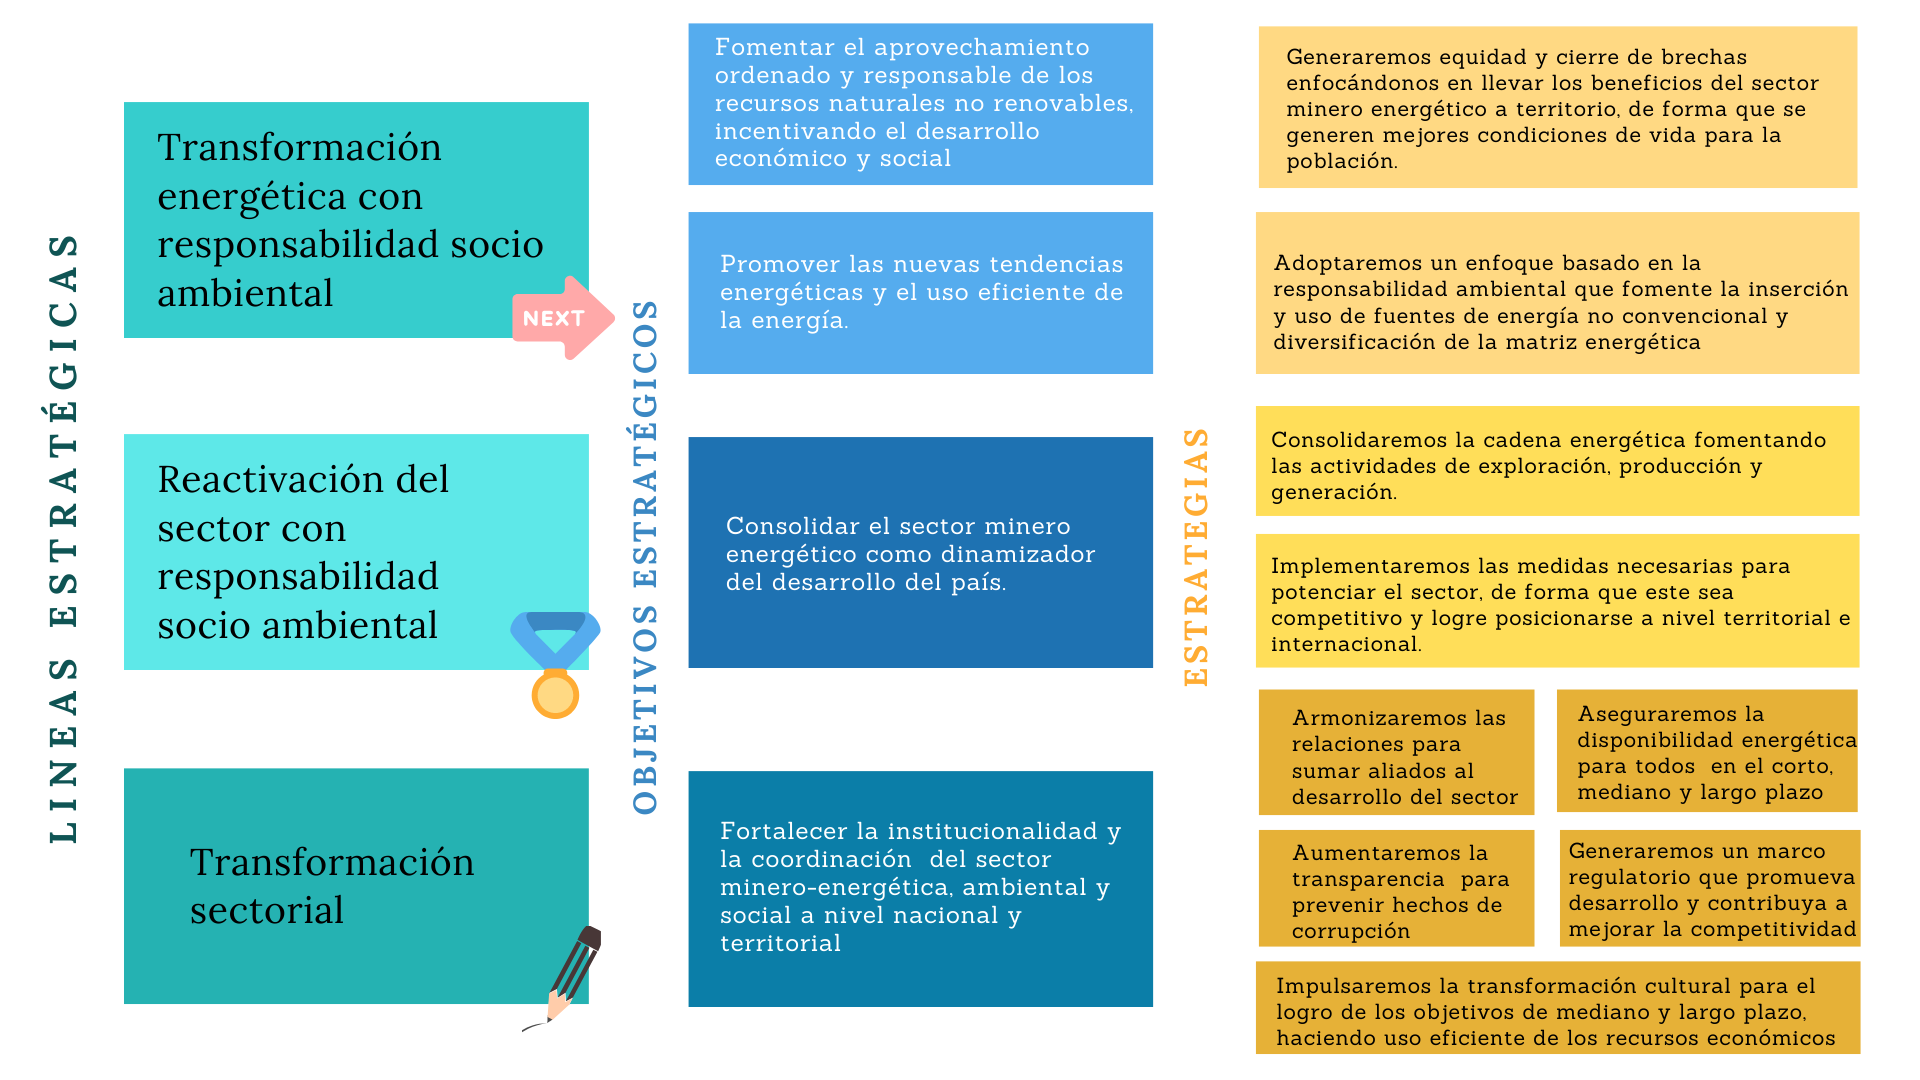 LINEAS ESTRATÉGICAS
Transformación
energética con
responsabilidad socio
ambiental
NEXT
Reactivación del
sector con
responsabilidad
socio ambiental
Transformación
sectorial
OBJETIVOS ESTRATÉGICOS
Fomentar el aprovechamiento
ordenado y responsable de los
recursos naturales no renovables,
incentivando el desarrollo
económico y social
Promover las nuevas tendencias
energéticas y el uso eficiente de
la energía.
Consolidar el sector minero
energético como dinamizador
del desarrollo del país.
Fortalecer la institucionalidad y
la coordinación  del sector
minero-energética, ambiental y
social a nivel nacional y
territorial
ESTRATEGIAS
Generaremos equidad y cierre de brechas
enfocándonos en llevar los beneficios del sector
minero energético a territorio, de forma que se
generen mejores condiciones de vida para la
población.
Adoptaremos un enfoque basado en la
responsabilidad ambiental que fomente la inserción
y uso de fuentes de energía no convencional y
diversificación de la matriz energética
Consolidaremos la cadena energética fomentando
las actividades de exploración, producción y
generación.
Implementaremos las medidas necesarias para
potenciar el sector, de forma que este sea
competitivo y logre posicionarse a nivel territorial e
internacional.
Armonizaremos las
relaciones para
sumar aliados al
desarrollo del sector
Aseguraremos la
disponibilidad energética
para todos  en el corto,
mediano y largo plazo
Aumentaremos la
transparencia  para
prevenir hechos de
corrupción
Generaremos un marco
regulatorio que promueva
desarrollo y contribuya a
mejorar la competitividad
Impulsaremos la transformación cultural para el
logro de los objetivos de mediano y largo plazo,
haciendo uso eficiente de los recursos económicos